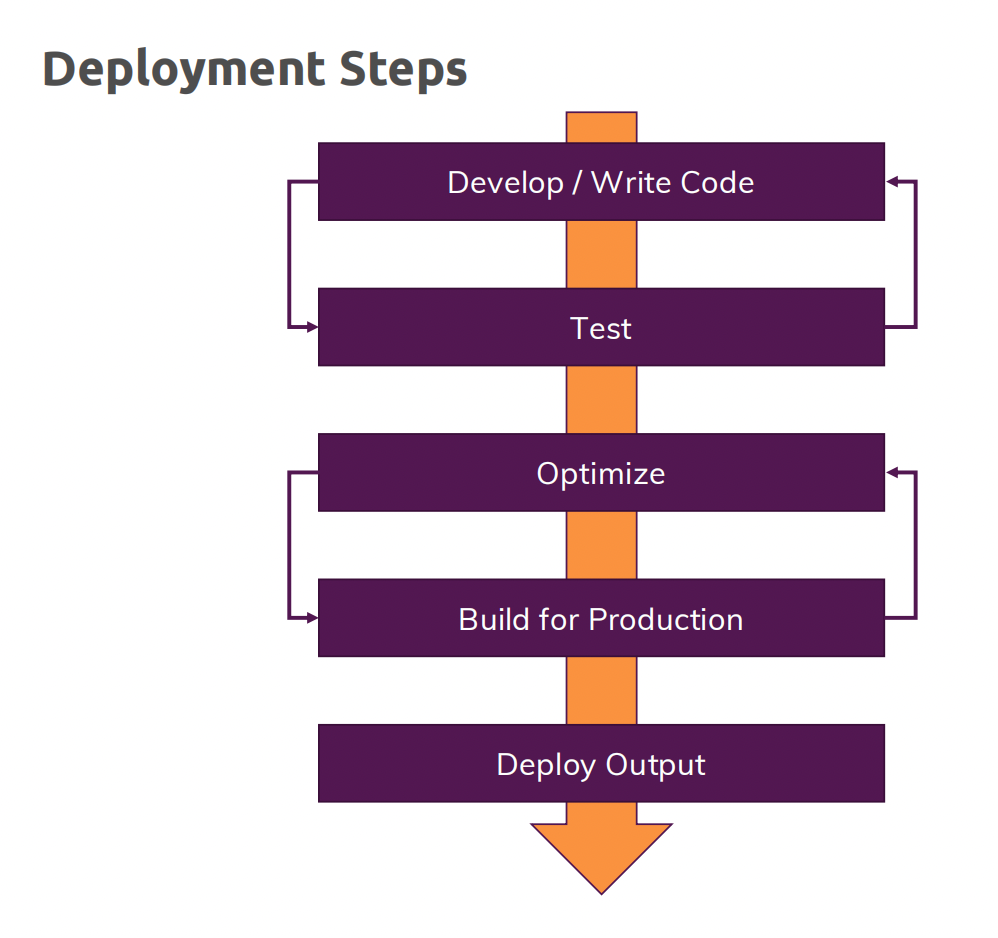 Deployment Steps
Develop / Write Code
Test
Optimize
Build for Production
Deploy Output